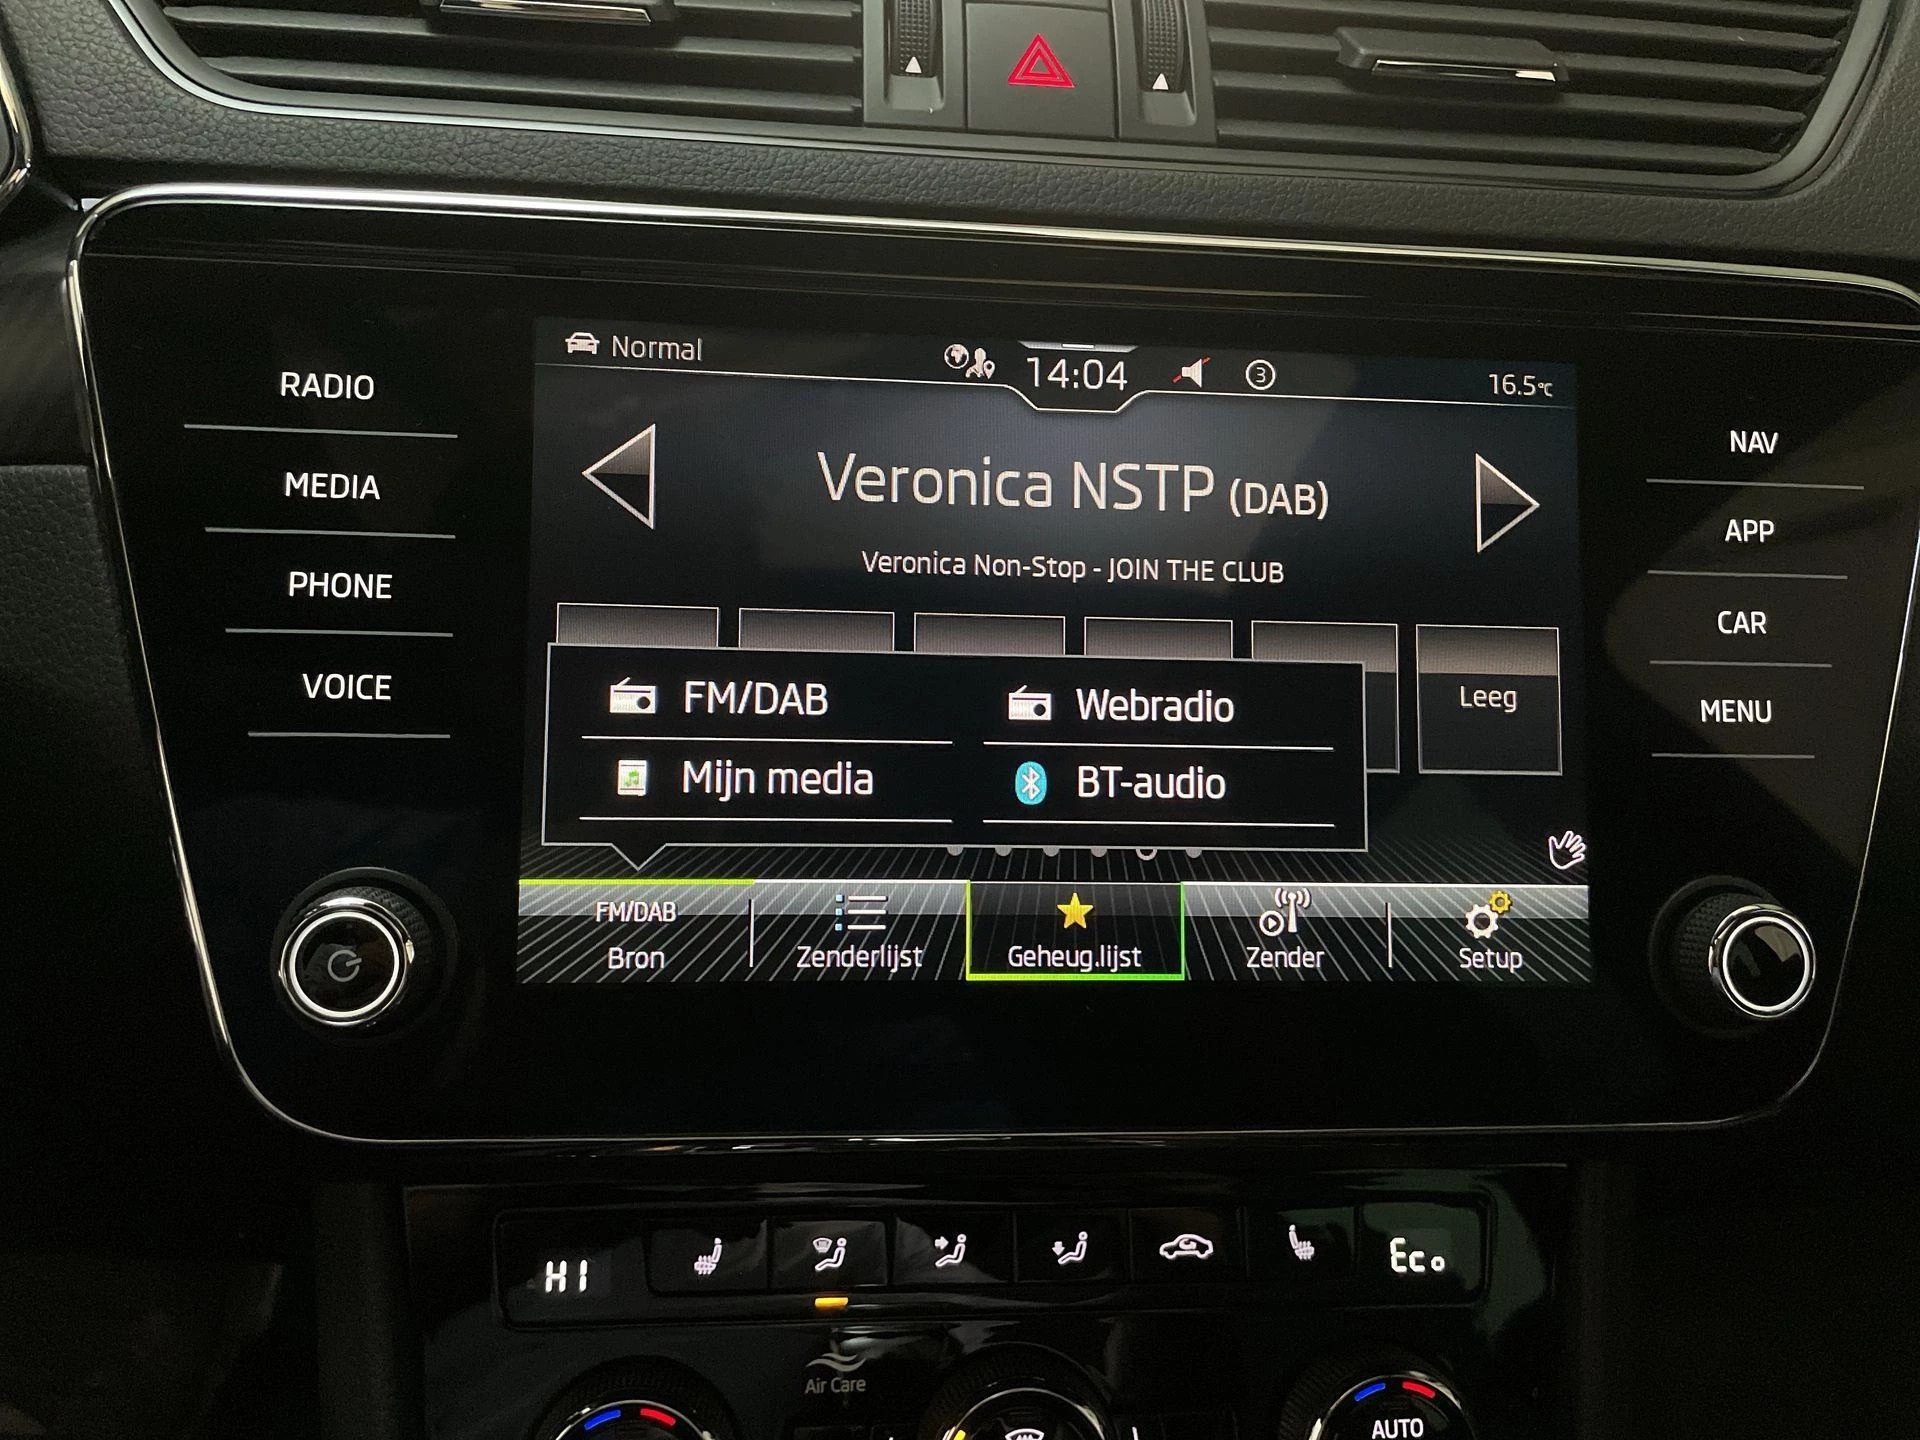 Normal
14:04
3
16.5°C
RADIO
MEDIA
PHONE
VOICE
Veronica NSTP (DAB)
Veronica Non-Stop - JOIN THE CLUB
FM/DAB
Webradio
Mijn media
BT-audio
Leeg
FM/DAB
Bron
Zenderlijst
Geheug.lijst
Zender
Setup
NAV
APP
CAR
MENU
HI
Eco
Air Care
AUTO